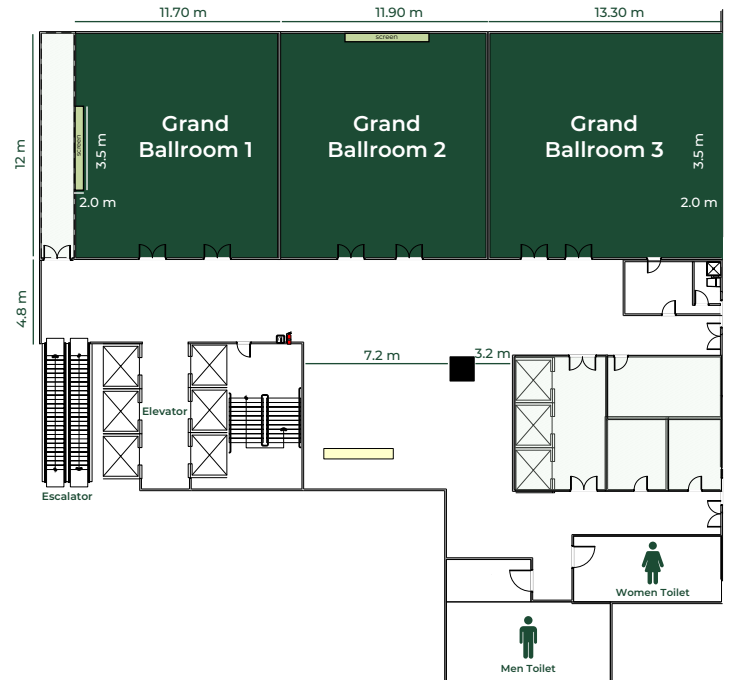 11.70 m
11.90 m
13.30 m
screen
Grand
Ballroom 1
Grand
Ballroom 2
Grand
Ballroom 3
12 m
screen
3.5 m
3.5 m
2.0 m
2.0 m
4.8 m
7.2 m
3.2 m
Elevator
Escalator
Women Toilet
Men Toilet